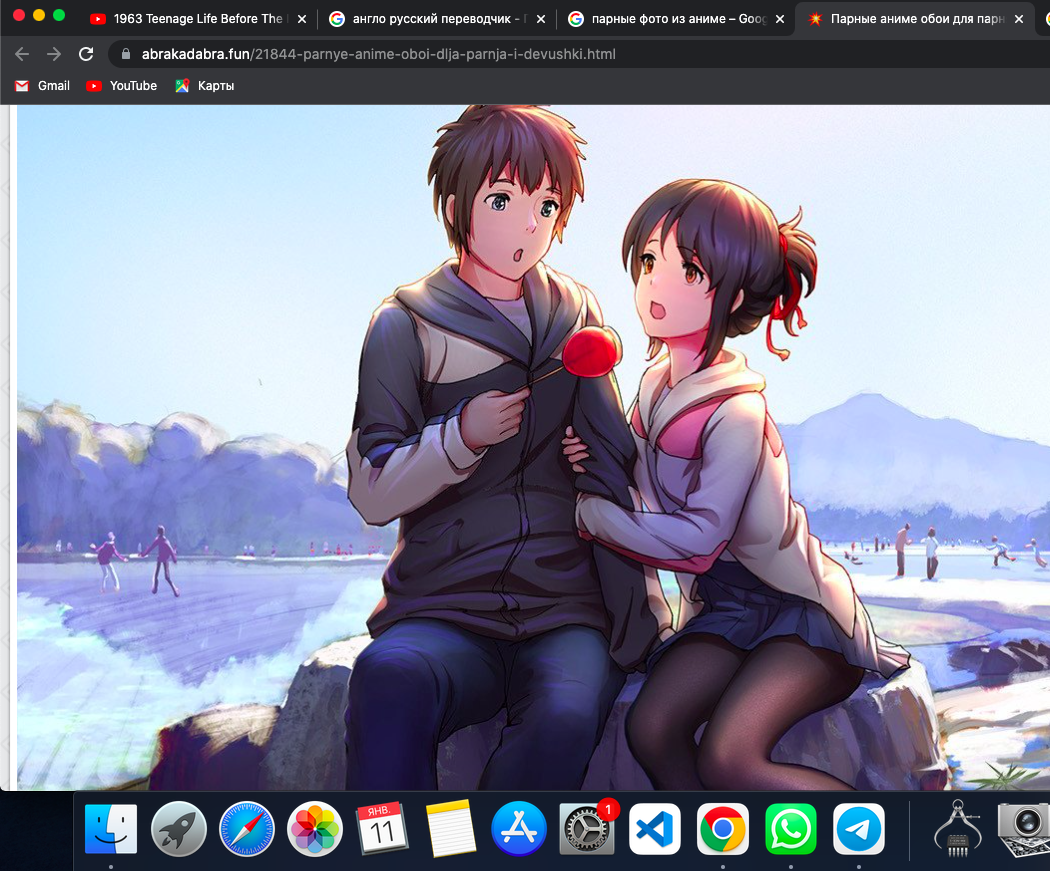 1963 Teenage Life Before The
англо русский переводчик -
парные фото из аниме – Goog
Парные аниме обои для парн
abrakadabra.fun/21844-parnye-anime-oboi-dlja-parnja-i-devushki.html
Gmail
YouTube
Карты
ЯНВ.
11
1